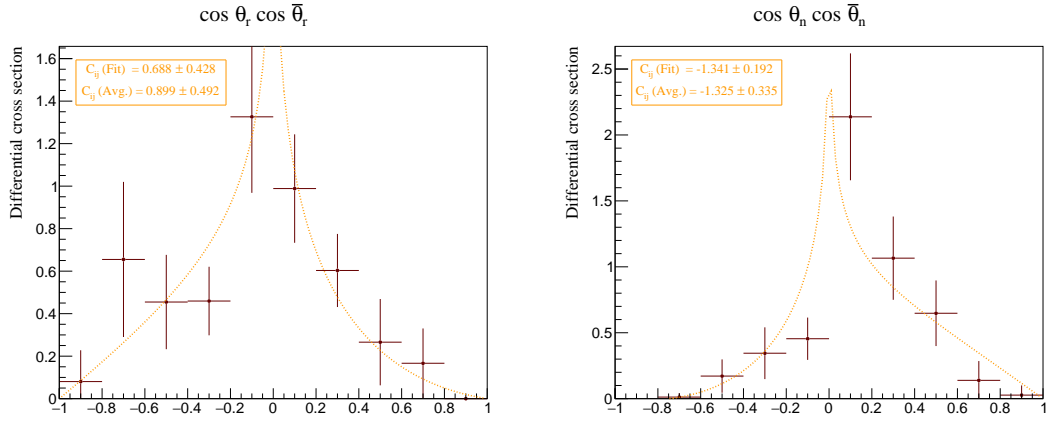 cos θr cos θ̄r
Differential cross section
Cij (Fit) = 0.688 ± 0.428
Cij (Avg.) = 0.899 ± 0.492
1.6
1.4
1.2
1
0.8
0.6
0.4
0.2
0
−1 −0.8 −0.6 −0.4 −0.2 0 0.2 0.4 0.6 0.8 1
cos θn cos θ̄n
Differential cross section
Cij (Fit) = -1.341 ± 0.192
Cij (Avg.) = -1.325 ± 0.335
2.5
2
1.5
1
0.5
0
−1 −0.8 −0.6 −0.4 −0.2 0 0.2 0.4 0.6 0.8 1